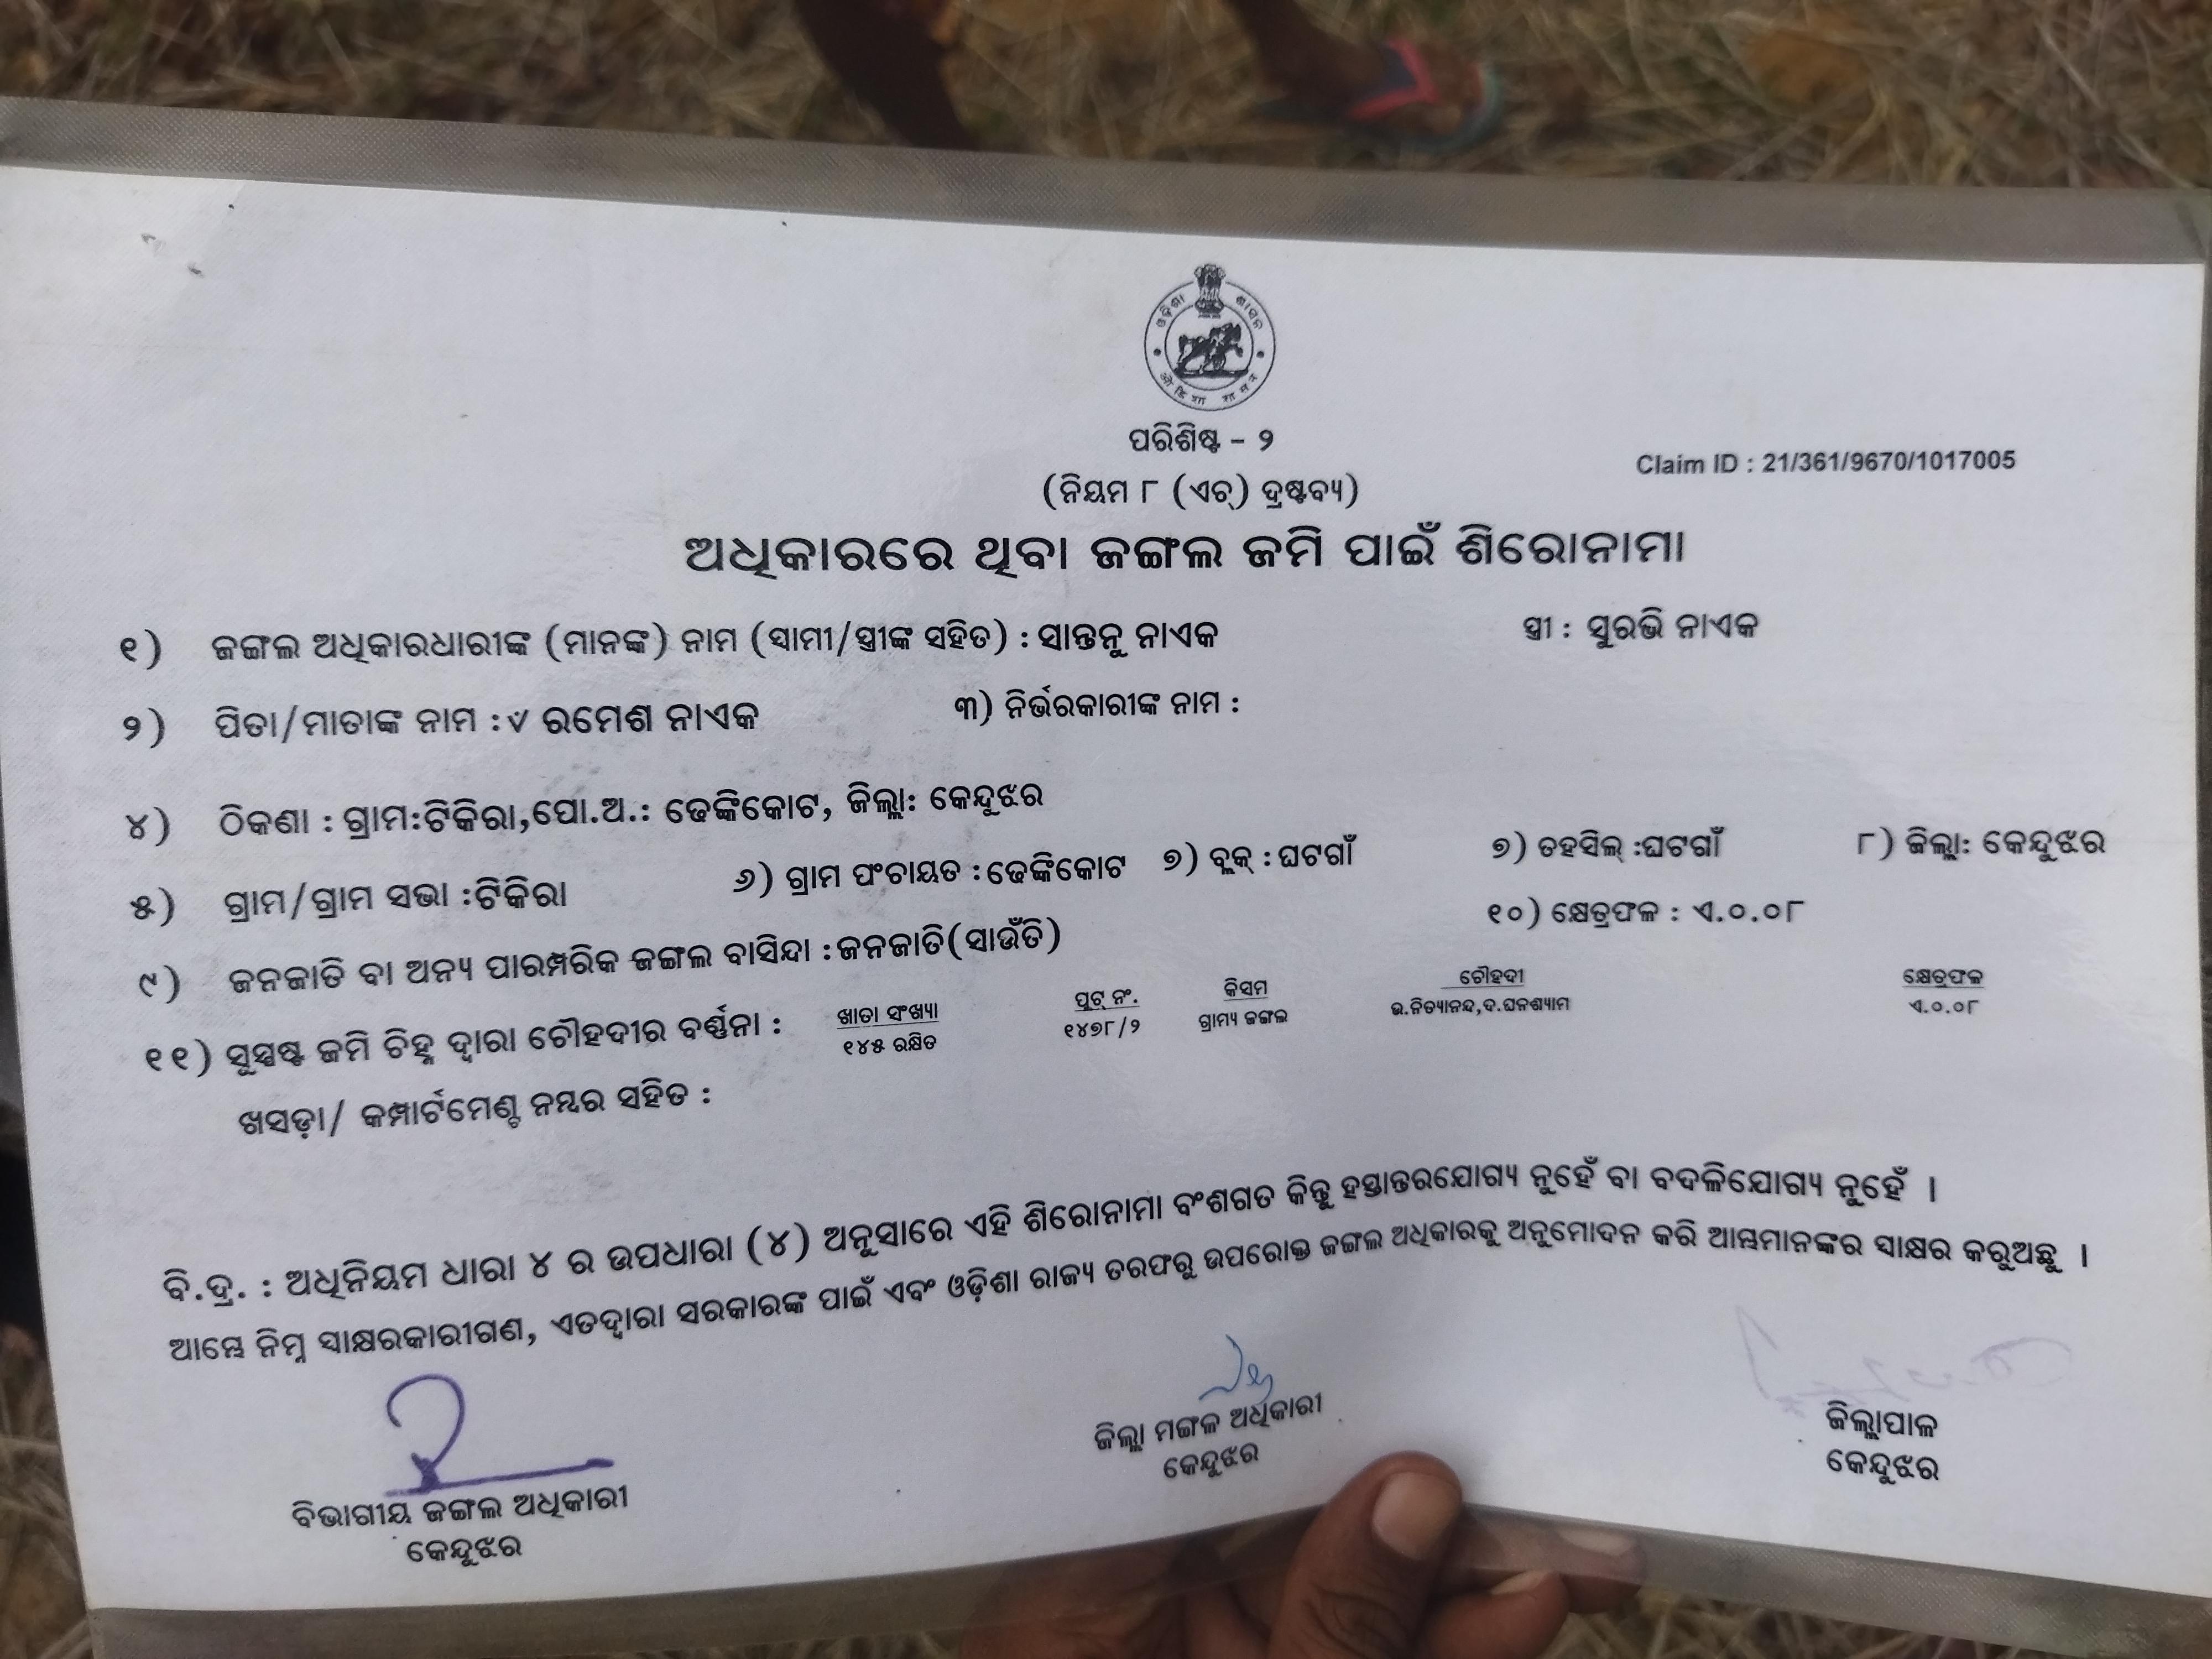 ଓଡ଼ିଶା ଶାସନ
ओडिशा शासन
ପରିଶିଷ୍ଟ - ୨
Claim ID : 21/361/9670/1017005
(ନିୟମ ୮ (ଏଚ୍) ଦ୍ରଷ୍ଟବ୍ୟ)
ଅଧିକାରରେ ଥିବା ଜଙ୍ଗଲ ଜମି ପାଇଁ ଶିରୋନାମା
୧) ଜଙ୍ଗଲ ଅଧିକାରଧାରୀଙ୍କ (ମାନଙ୍କ) ନାମ (ସ୍ୱାମୀ/ସ୍ତ୍ରୀଙ୍କ ସହିତ) : ସାନ୍ତନୁ ନାଏକ ସ୍ତ୍ରୀ : ସୁରଭି ନାଏକ
୨) ପିତା/ମାତାଙ୍କ ନାମ : ୰ ରମେଶ ନାଏକ ୩) ନିର୍ଭରକାରୀଙ୍କ ନାମ :
୪) ଠିକଣା : ଗ୍ରାମ:ଟିକିରା,ପୋ.ଅ.: ଢେଙ୍କିକୋଟ, ଜିଲ୍ଲା: କେନ୍ଦୁଝର
୫) ଗ୍ରାମ/ଗ୍ରାମ ସଭା :ଟିକିରା ୬) ଗ୍ରାମ ପଂଚାୟତ : ଢେଙ୍କିକୋଟ ୭) ବ୍ଲକ୍ : ଘଟଗାଁ ୭) ତହସିଲ୍ :ଘଟଗାଁ ୮) ଜିଲ୍ଲା: କେନ୍ଦୁଝର
୯) ଜନଜାତି ବା ଅନ୍ୟ ପାରମ୍ପରିକ ଜଙ୍ଗଲ ବାସିନ୍ଦା : ଜନଜାତି(ସାଉଁତି) ୧୦) କ୍ଷେତ୍ରଫଳ : ଏ.୦.୦୮
୧୧) ସୁସ୍ପଷ୍ଟ ଜମି ଚିହ୍ନ ଦ୍ୱାରା ଚୌହଦୀର ବର୍ଣ୍ଣନା : ଖାତା ସଂଖ୍ୟା ପ୍ଲଟ୍ ନଂ. କିସମ ଚୌହଦୀ କ୍ଷେତ୍ରଫଳ
୧୪୫ ରକ୍ଷିତ ୧୪୭୮/୨ ଗ୍ରାମ୍ୟ ଜଙ୍ଗଲ ଉ.ନିତ୍ୟାନନ୍ଦ,ଦ.ଘନଶ୍ୟାମ ଏ.୦.୦୮
ଖସଡ଼ା/ କମ୍ପାର୍ଟମେଣ୍ଟ ନମ୍ବର ସହିତ :
ବି.ଦ୍ର. : ଅଧିନିୟମ ଧାରା ୪ ର ଉପଧାରା (୪) ଅନୁସାରେ ଏହି ଶିରୋନାମା ବଂଶଗତ କିନ୍ତୁ ହସ୍ତାନ୍ତରଯୋଗ୍ୟ ନୁହେଁ ବା ବଦଳିଯୋଗ୍ୟ ନୁହେଁ ।
ଆମ୍ଭେ ନିମ୍ନ ସ୍ୱାକ୍ଷରକାରୀଗଣ, ଏତଦ୍ୱାରା ସରକାରଙ୍କ ପାଇଁ ଏବଂ ଓଡ଼ିଶା ରାଜ୍ୟ ତରଫରୁ ଉପରୋକ୍ତ ଜଙ୍ଗଲ ଅଧିକାରକୁ ଅନୁମୋଦନ କରି ଆମ୍ଭମାନଙ୍କର ସ୍ୱାକ୍ଷର କରୁଅଛୁ ।
ବିଭାଗୀୟ ଜଙ୍ଗଲ ଅଧିକାରୀ ଜିଲ୍ଲା ମଙ୍ଗଳ ଅଧିକାରୀ ଜିଲ୍ଲାପାଳ
କେନ୍ଦୁଝର କେନ୍ଦୁଝର କେନ୍ଦୁଝର